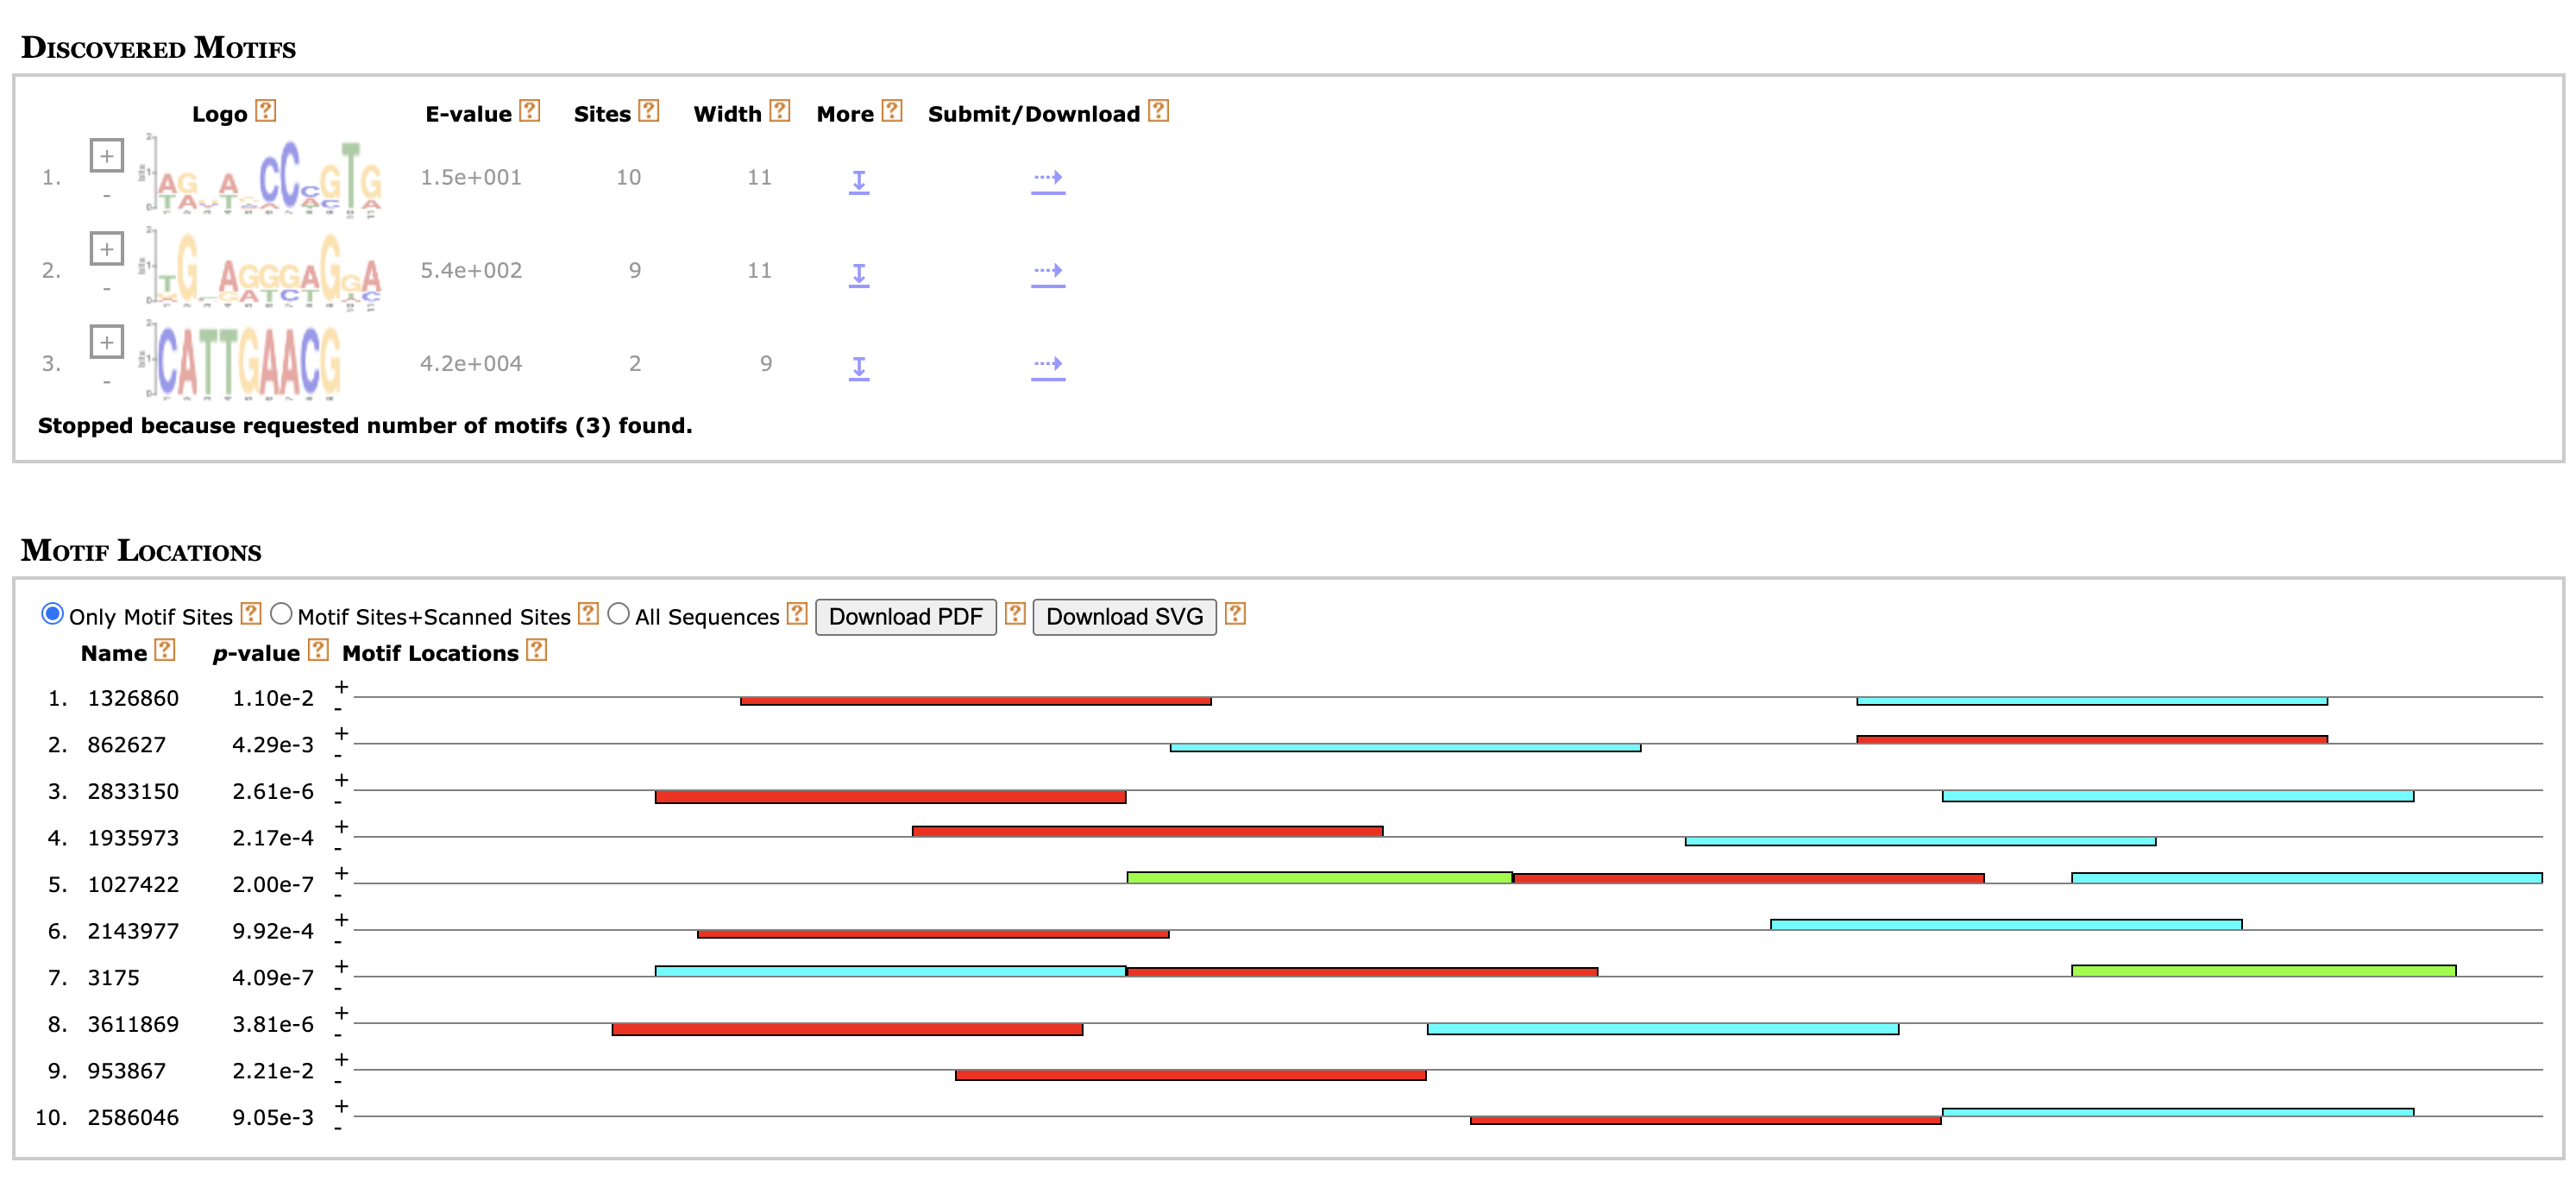 DISCOVERED MOTIFS
Logo ? E-value ? Sites ? Width ? More ? Submit/Download ?
1. + - 1.5e+001 10 11
2. + - 5.4e+002 9 11
3. + - CATTGAACG 4.2e+004 2 9
Stopped because requested number of motifs (3) found.
MOTIF LOCATIONS
Only Motif Sites ? Motif Sites+Scanned Sites ? All Sequences ? Download PDF ? Download SVG ?
Name ? p-value ? Motif Locations ?
1. 1326860 1.10e-2 + -
2. 862627 4.29e-3 + -
3. 2833150 2.61e-6 + -
4. 1935973 2.17e-4 + -
5. 1027422 2.00e-7 + -
6. 2143977 9.92e-4 + -
7. 3175 4.09e-7 + -
8. 3611869 3.81e-6 + -
9. 953867 2.21e-2 + -
10. 2586046 9.05e-3 + -